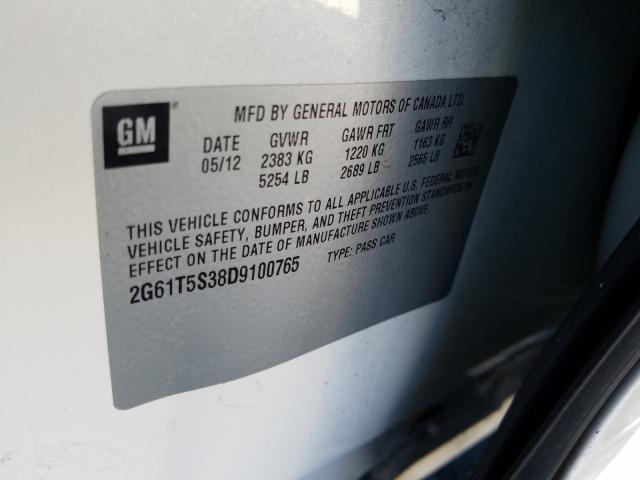 GM®
MFD BY GENERAL MOTORS OF CANADA LTD.
DATE GVWR GAWR FRT GAWR RR
05/12 2383 KG 1220 KG 1163 KG
5254 LB 2689 LB 2565 LB
THIS VEHICLE CONFORMS TO ALL APPLICABLE U.S. FEDERAL MOTOR
VEHICLE SAFETY, BUMPER, AND THEFT PREVENTION STANDARDS IN
EFFECT ON THE DATE OF MANUFACTURE SHOWN ABOVE.
2G61T5S38D9100765 TYPE: PASS CAR